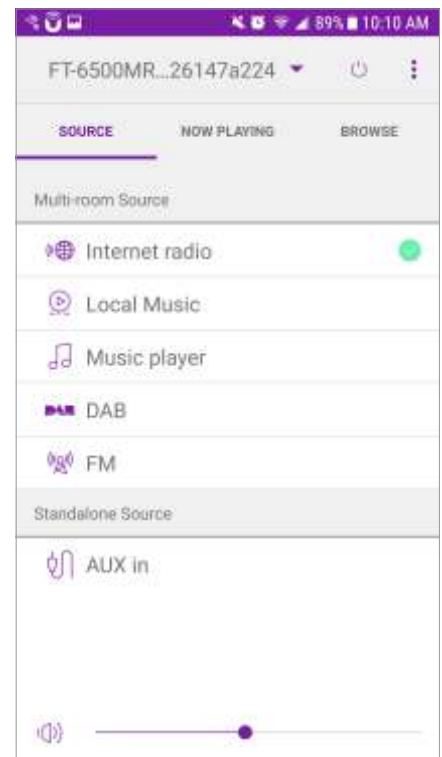 89% 10:10 AM
FT-6500MR...26147a224
SOURCE NOW PLAYING BROWSE
Multi-room Source
Internet radio
Local Music
Music player
DAB DAB
FM
Standalone Source
AUX in